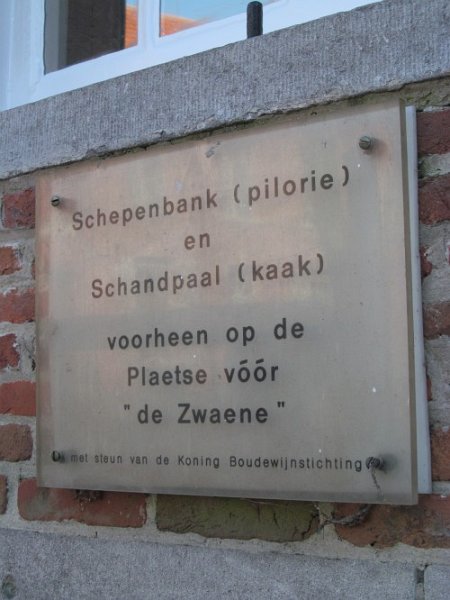 Schepenbank (pilorie)
en
Schandpaal (kaak)
voorheen op de
Plaetse vóór
"de Zwaene"
met steun van de Koning Boudewijnstichting